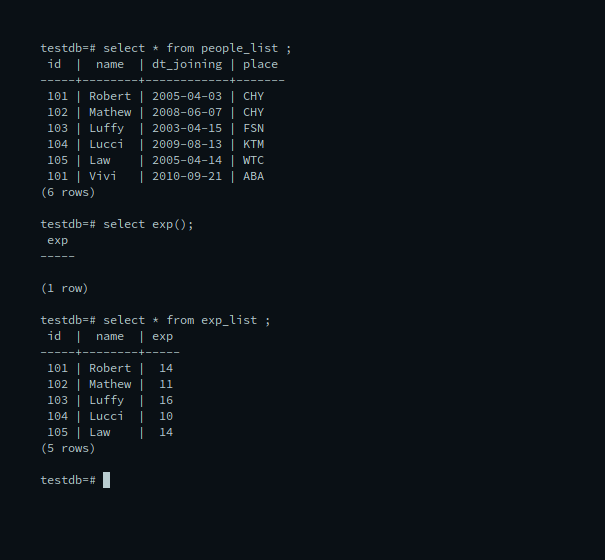 testdb=# select * from people_list ;
 id  |  name  | dt_joining | place
-----+--------+------------+-------
 101 | Robert | 2005-04-03 | CHY
 102 | Mathew | 2008-06-07 | CHY
 103 | Luffy  | 2003-04-15 | FSN
 104 | Lucci  | 2009-08-13 | KTM
 105 | Law    | 2005-04-14 | WTC
 101 | Vivi   | 2010-09-21 | ABA
(6 rows)
testdb=# select exp();
 exp
-----
(1 row)
testdb=# select * from exp_list ;
 id  |  name  | exp
-----+--------+-----
 101 | Robert |  14
 102 | Mathew |  11
 103 | Luffy  |  16
 104 | Lucci  |  10
 105 | Law    |  14
(5 rows)
testdb=#